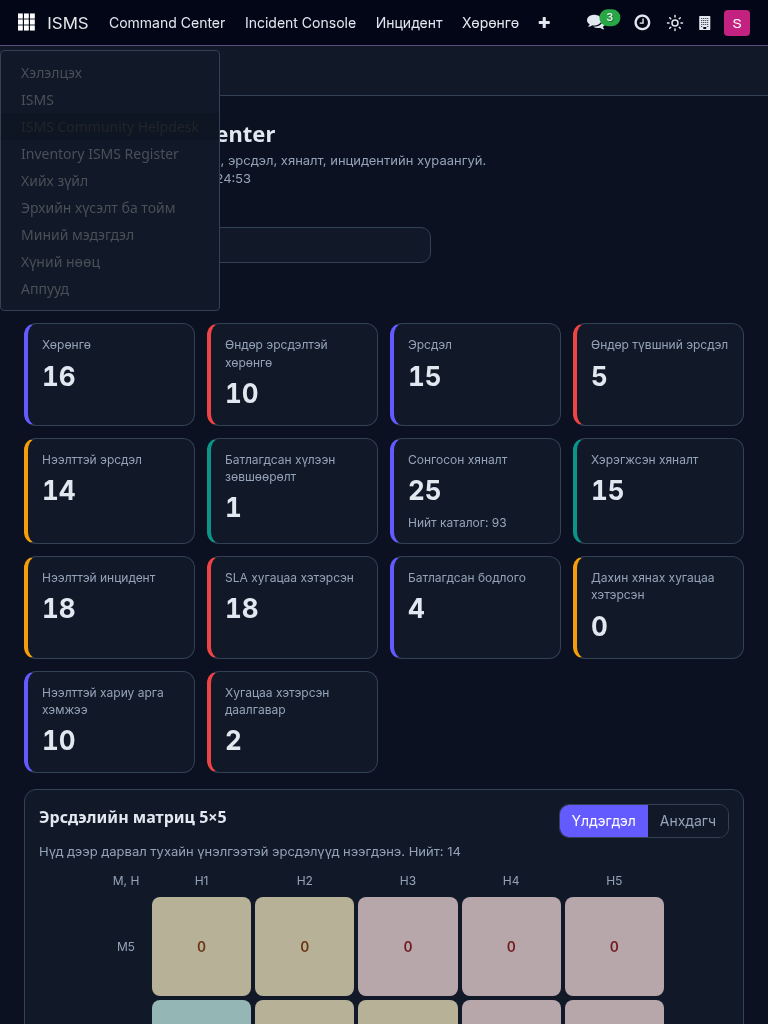 ISMS Command Center Incident Console Инцидент Хөрөнгө 3 S
Хэлэлцэх
ISMS
ISMS Community Helpdesk
Inventory ISMS Register
Хийх зүйл
Эрхийн хүсэлт ба тойм
Миний мэдэгдэл
Хүний нөөц
Аппууд
enter
, эрсдэл, хяналт, инцидентийн хураангуй.
24:53
Хөрөнгө
16
Өндөр эрсдэлтэй
хөрөнгө
10
Эрсдэл
15
Өндөр түвшний эрсдэл
5
Нээлттэй эрсдэл
14
Батлагдсан хүлээн
зөвшөөрөлт
1
Сонгосон хяналт
25
Нийт каталог: 93
Хэрэгжсэн хяналт
15
Нээлттэй инцидент
18
SLA хугацаа хэтэрсэн
18
Батлагдсан бодлого
4
Дахин хянах хугацаа
хэтэрсэн
0
Нээлттэй хариу арга
хэмжээ
10
Хугацаа хэтэрсэн
даалгавар
2
Эрсдэлийн матриц 5×5
Үлдэгдэл Анхдагч
Нүд дээр дарвал тухайн үнэлгээтэй эрсдэлүүд нээгдэнэ. Нийт: 14
М, Н Н1 Н2 Н3 Н4 Н5
М5 0 0 0 0 0